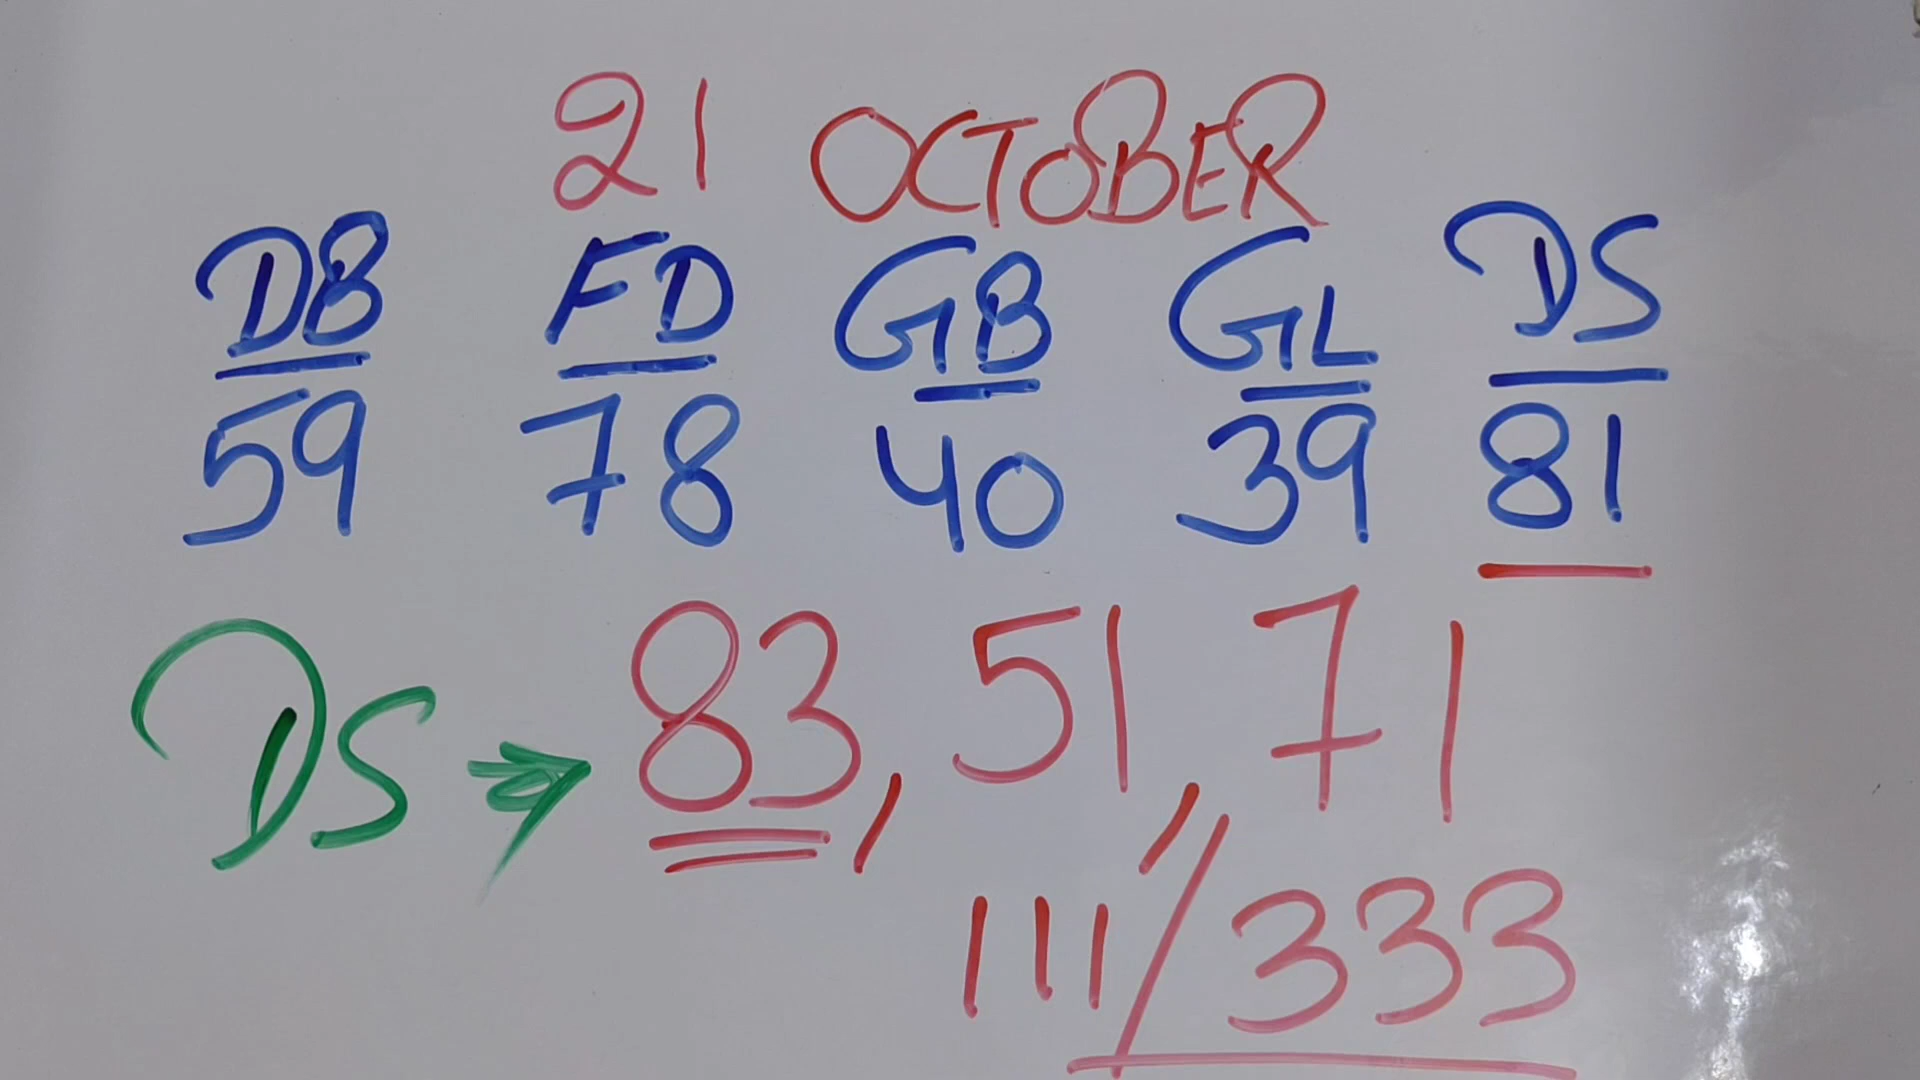 21 OCTOBER
DB FD GB GL DS
59 78 40 39 81
DS ⇒ 83, 51, 71
111/333